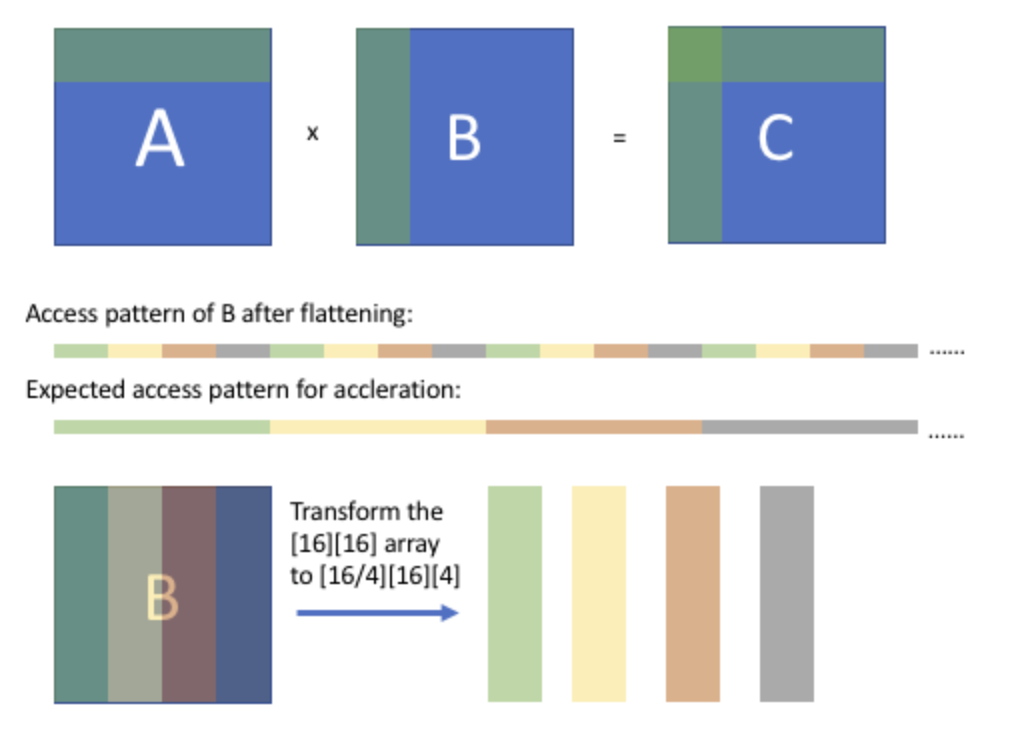 A x B = C
Access pattern of B after flattening:
......
Expected access pattern for accleration:
......
B
Transform the
[16][16] array
to [16/4][16][4]